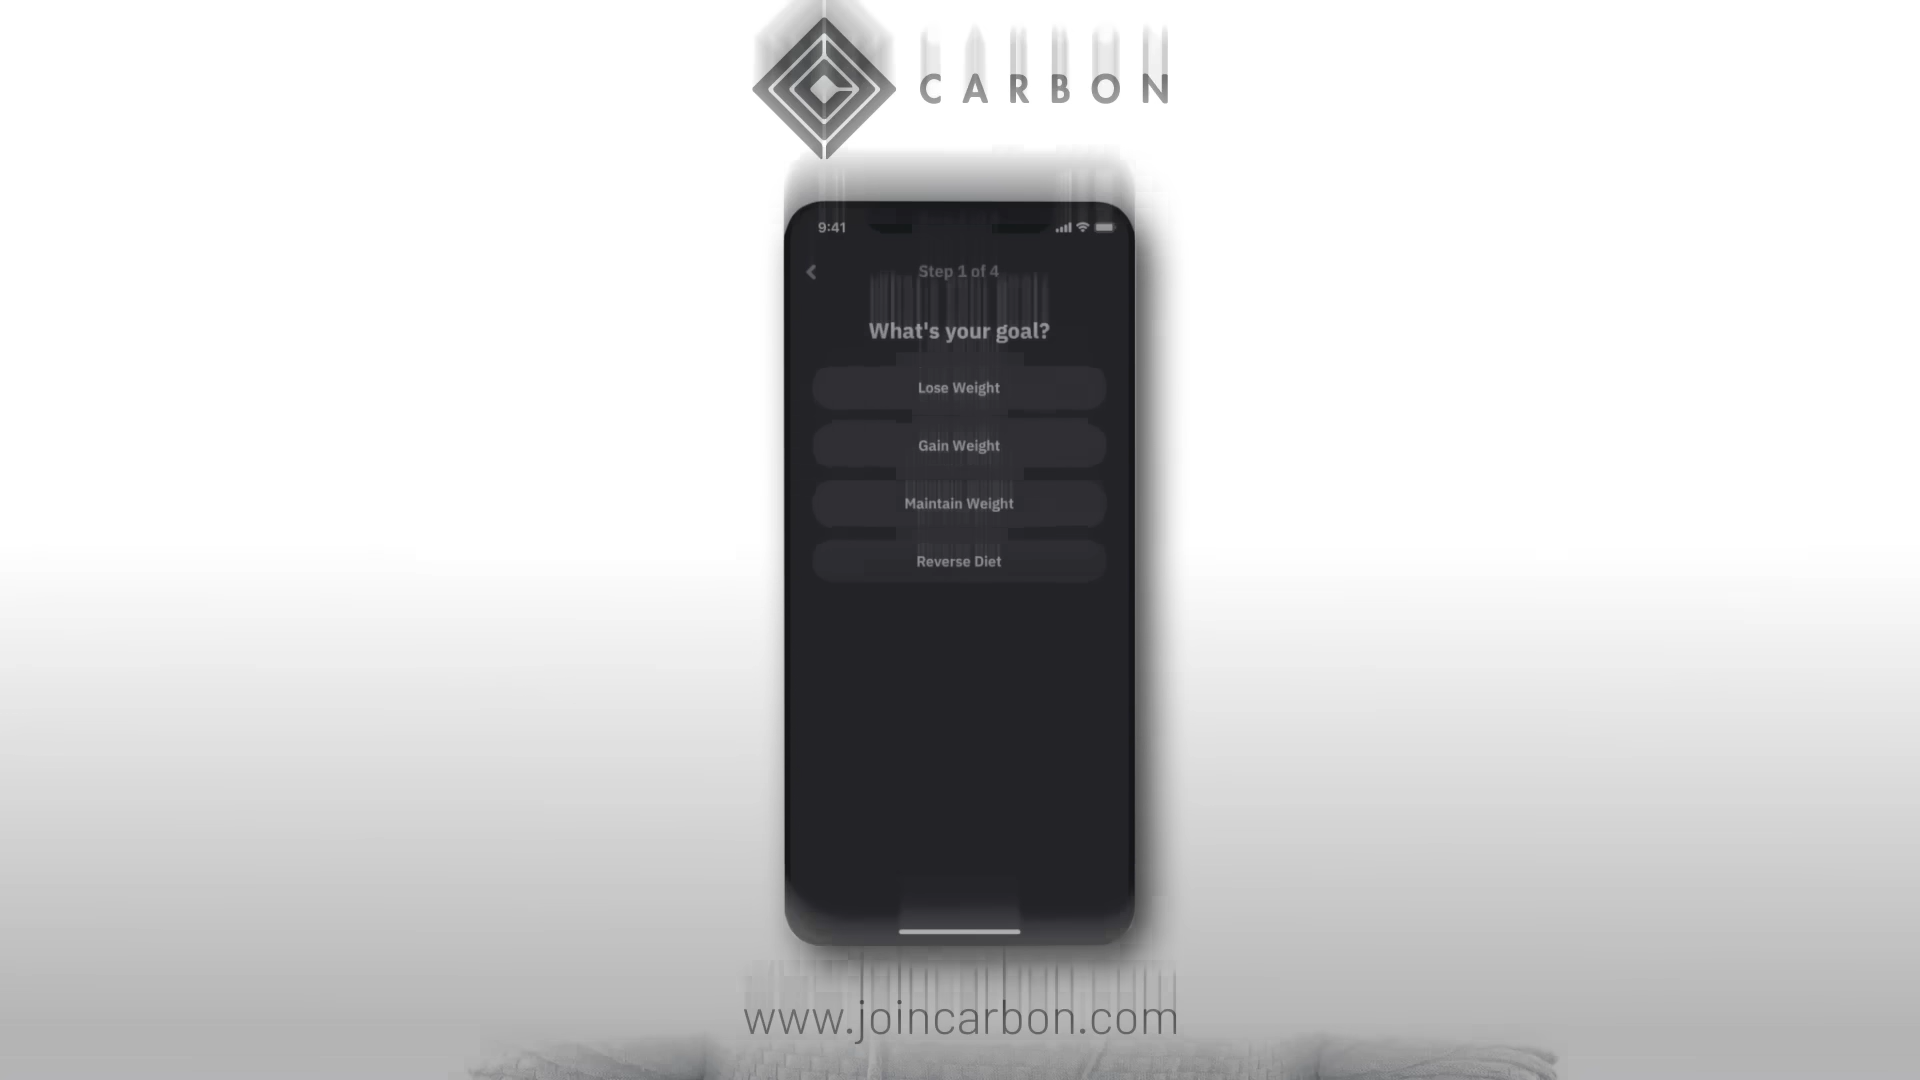 CARBON
9:41
Step 1 of 4
What's your goal?
Lose Weight
Gain Weight
Maintain Weight
Reverse Diet
www.joincarbon.com